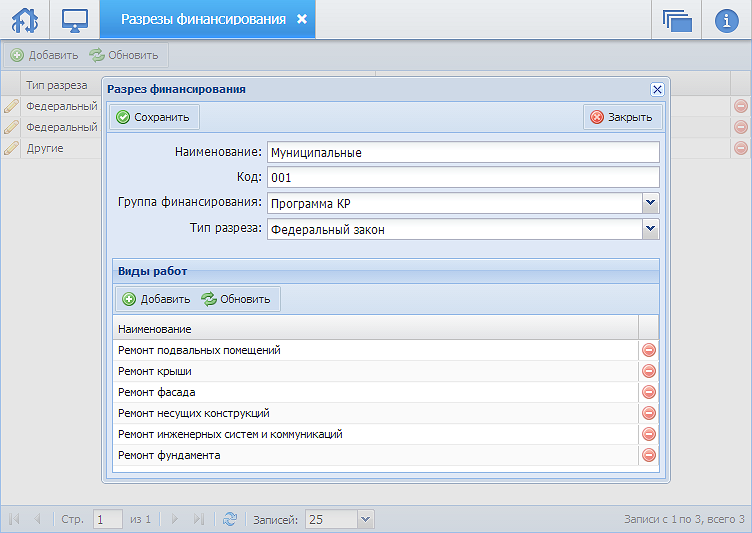 Разрезы финансирования
Добавить Обновить
Тип разреза
Федеральный
Федеральный
Другие
Разрез финансирования
Сохранить Закрыть
Наименование: Муниципальные
Код: 001
Группа финансирования: Программа КР
Тип разреза: Федеральный закон
Виды работ
Добавить Обновить
Наименование
Ремонт подвальных помещений
Ремонт крыши
Ремонт фасада
Ремонт несущих конструкций
Ремонт инженерных систем и коммуникаций
Ремонт фундамента
Стр. 1 из 1 Записей: 25 Записи с 1 по 3, всего 3